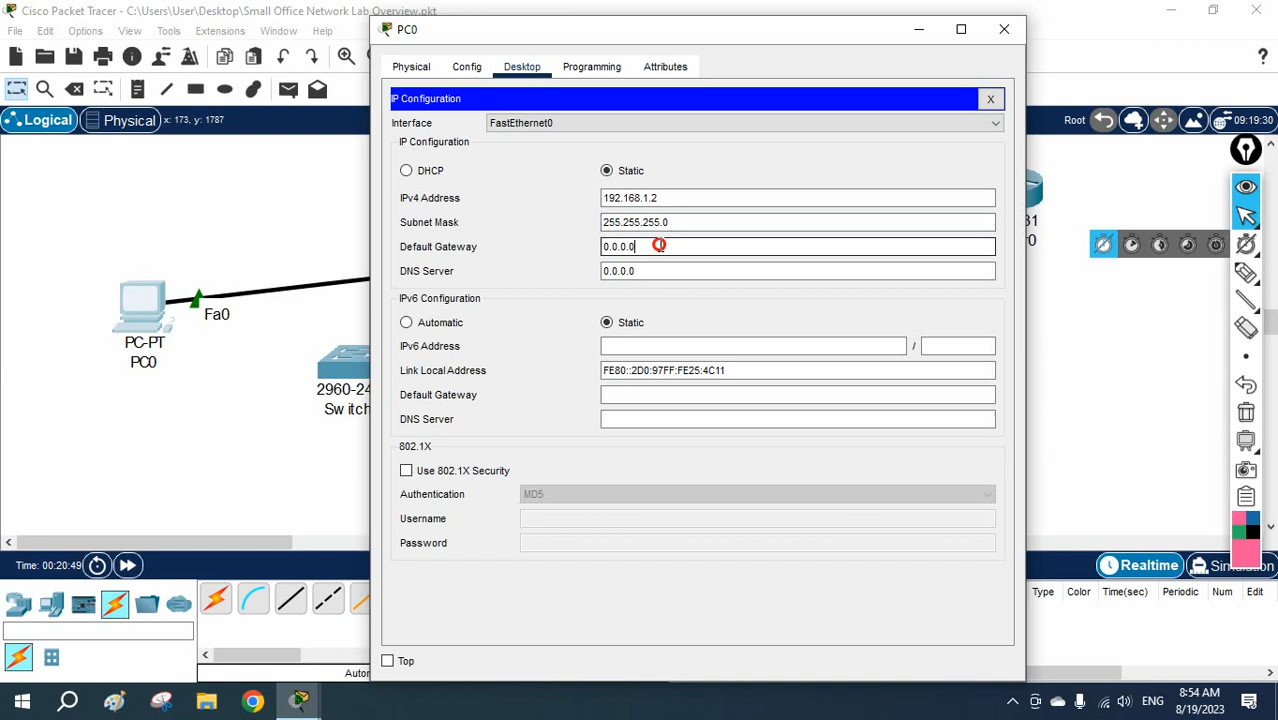 Cisco Packet Tracer - C:\Users\User\Desktop\Small Office Network Lab Overview.pkt
File Edit Options View Tools Extensions Window Help
PC0
Physical Config Desktop Programming Attributes
IP Configuration X
Logical Physical x: 173, y: 1787
Root 09:19:30
Interface FastEthernet0
IP Configuration
DHCP Static
IPv4 Address 192.168.1.2
Subnet Mask 255.255.255.0
Default Gateway 0.0.0.0
DNS Server 0.0.0.0
IPv6 Configuration
Automatic Static
IPv6 Address /
Link Local Address FE80::2D0:97FF:FE25:4C11
Default Gateway
DNS Server
802.1X
Use 802.1X Security
Authentication MD5
Username
Password
Top
Fa0
PC-PT
PC0
2960-24
Switch
31
r0
Time: 00:20:49
Realtime Simulation
Type Color Time(sec) Periodic Num Edit
Auto
ENG
8:54 AM
8/19/2023